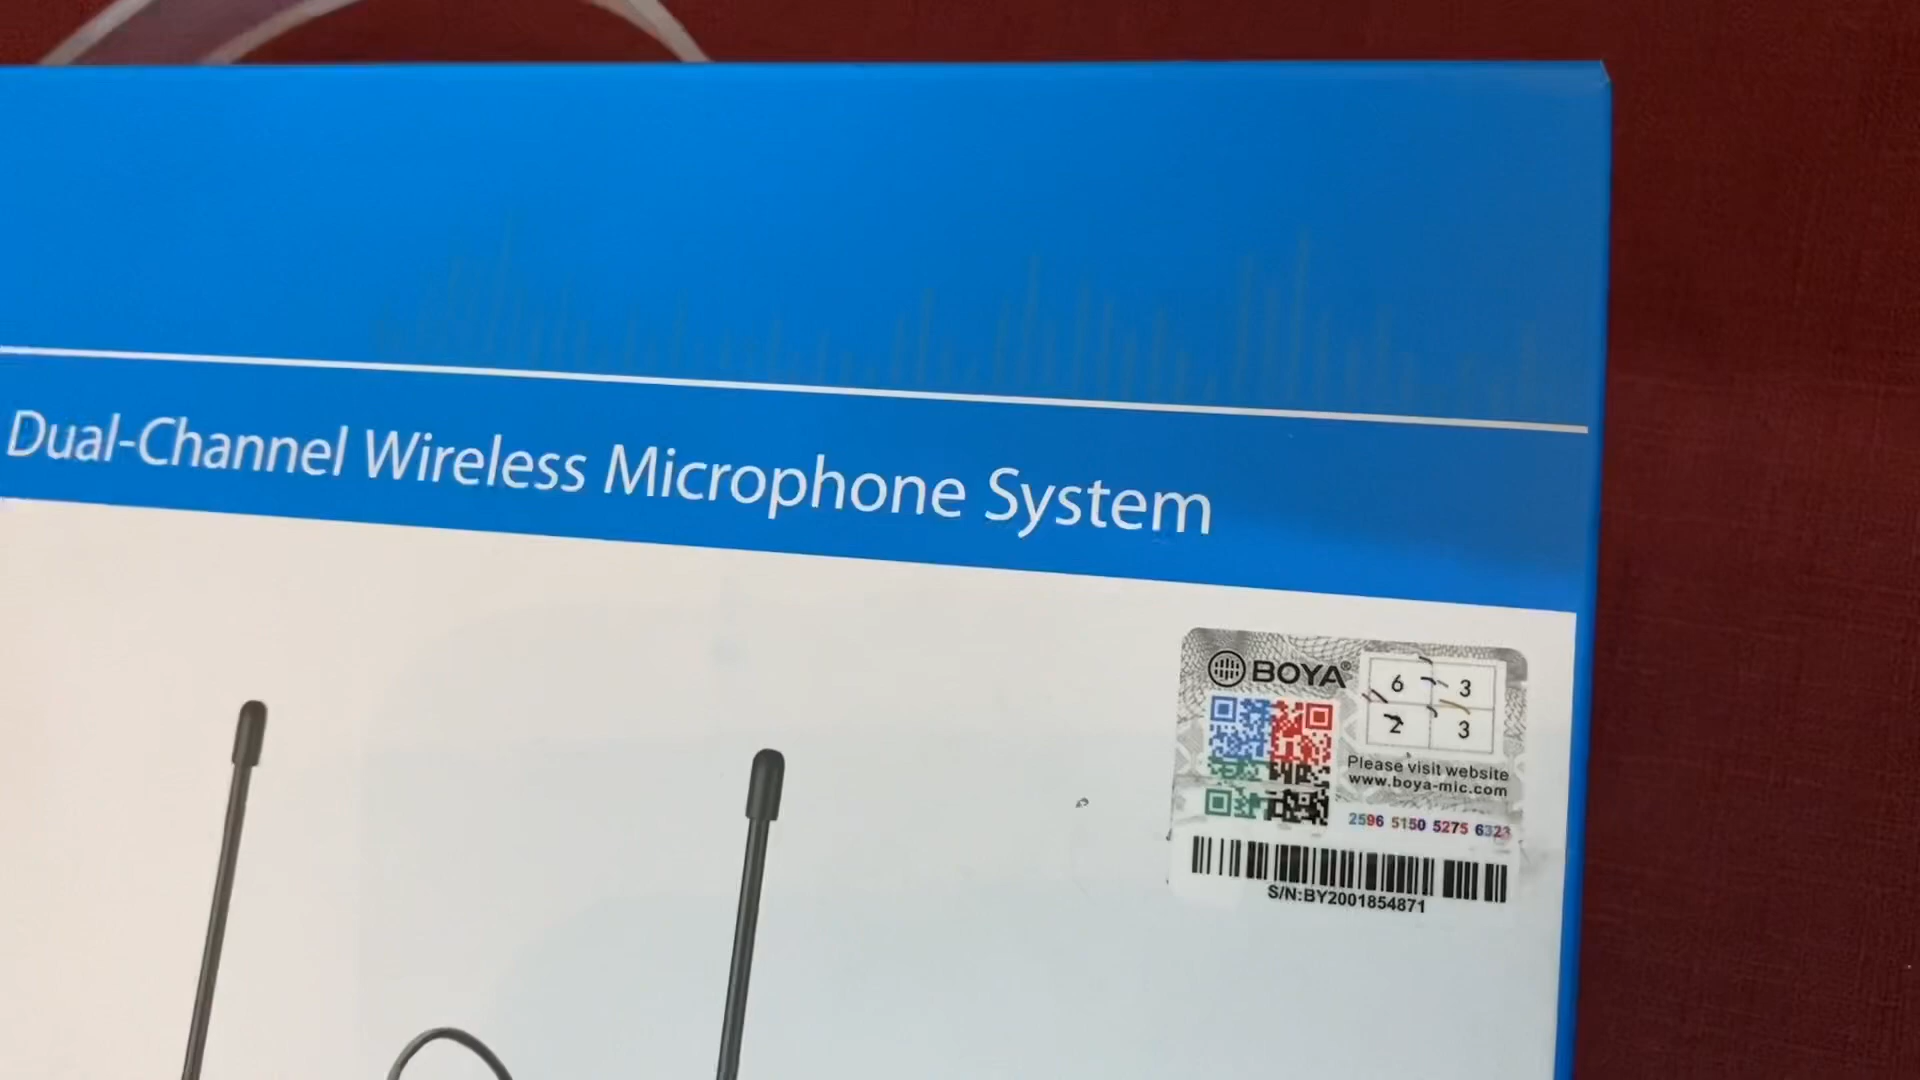 Dual-Channel Wireless Microphone System
BOYA®
6 3
2 3
Please visit website
www.boya-mic.com
2596 5150 5275 6323
S/N:BY2001854871